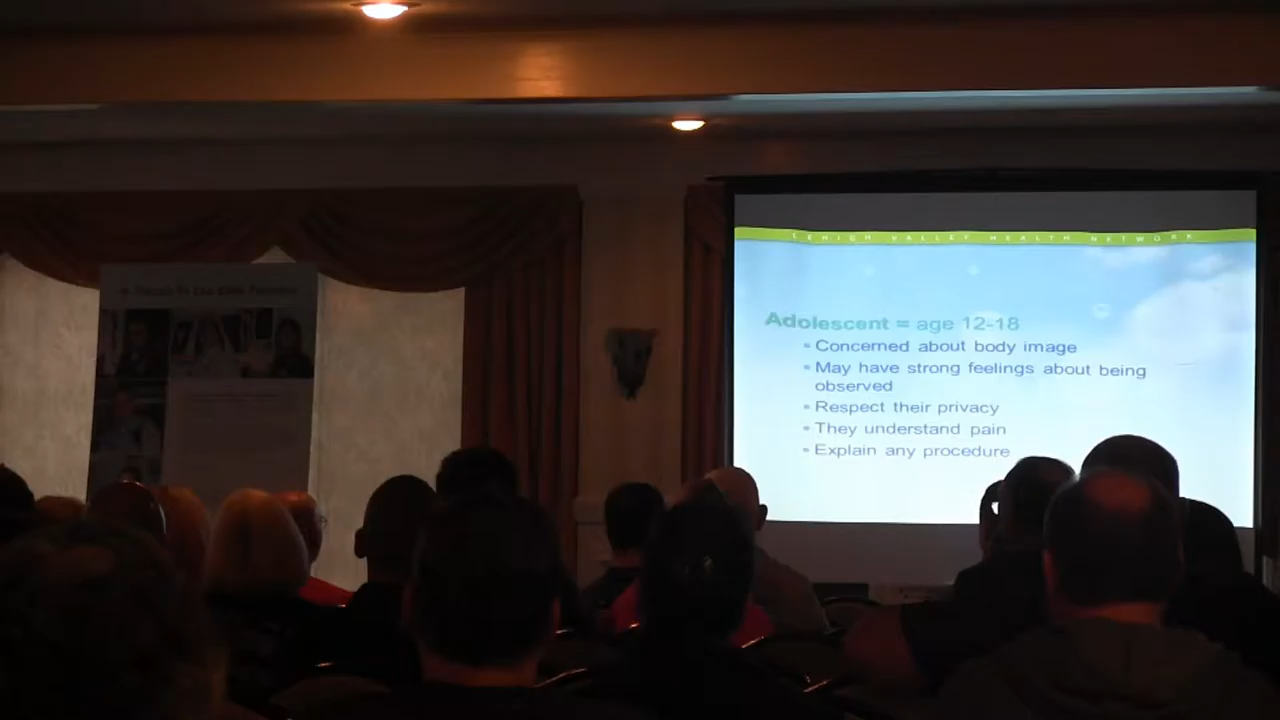 LEHIGH VALLEY HEALTH NETWORK
Adolescent = age 12-18
Concerned about body image
May have strong feelings about being
observed
Respect their privacy
They understand pain
Explain any procedure